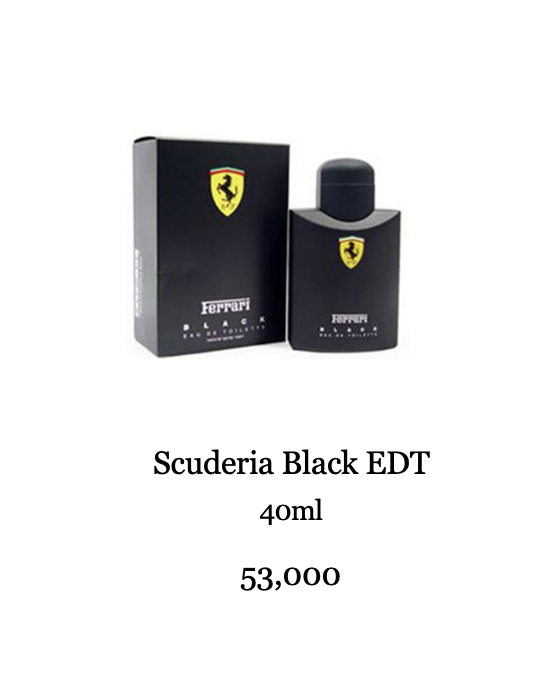 Ferrari
BLACK
EAU DE TOILETTE
Ferrari
BLACK
EAU DE TOILETTE
Scuderia Black EDT
40ml
53,000